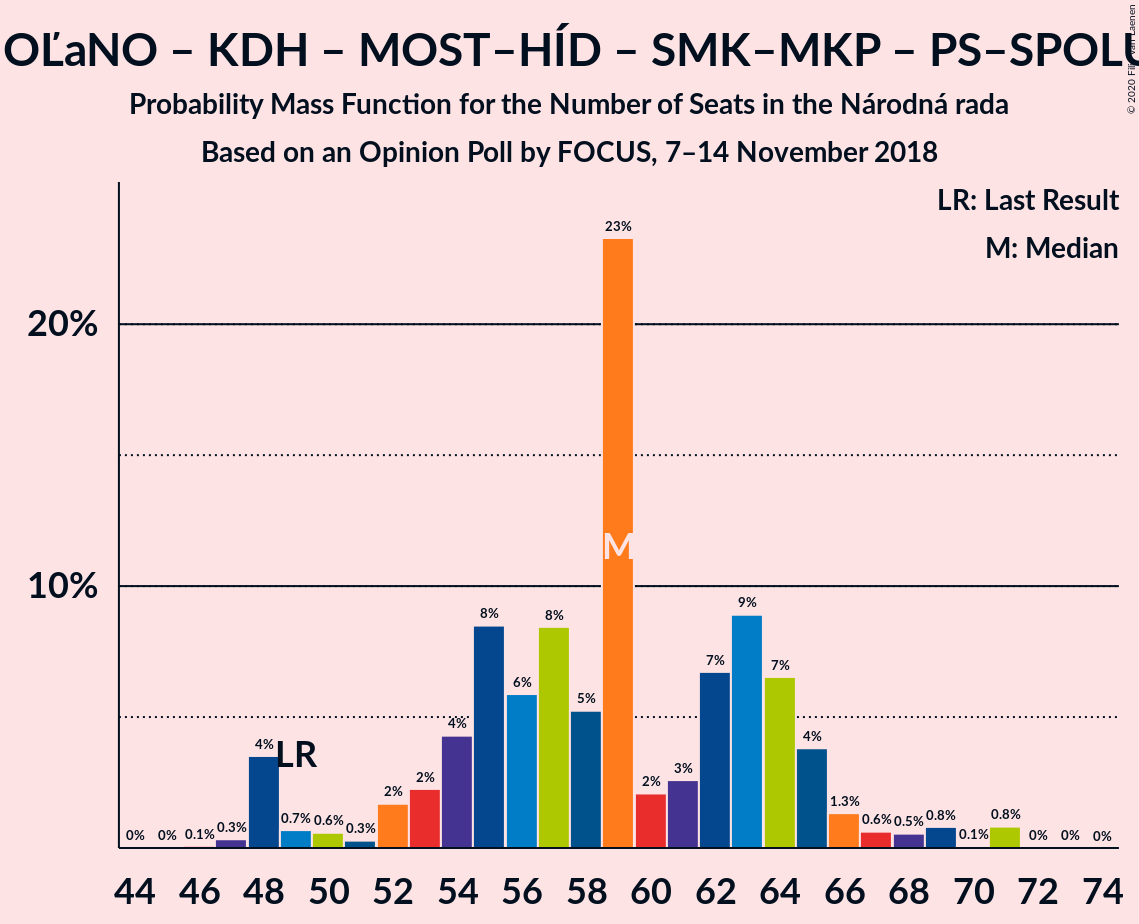 OĽaNO – KDH – MOST–HÍD – SMK–MKP – PS–SPOLU
© 2020 Filip van Laenen
Probability Mass Function for the Number of Seats in the Národná rada
Based on an Opinion Poll by FOCUS, 7–14 November 2018
LR: Last Result
M: Median
20%
10%
0% 0% 0.1% 0.3% 4% 0.7% 0.6% 0.3% 2% 2% 4% 8% 6% 8% 5% 23% 2% 3% 7% 9% 7% 4% 1.3% 0.6% 0.5% 0.8% 0.1% 0.8% 0% 0% 0%
LR
M
44 46 48 50 52 54 56 58 60 62 64 66 68 70 72 74